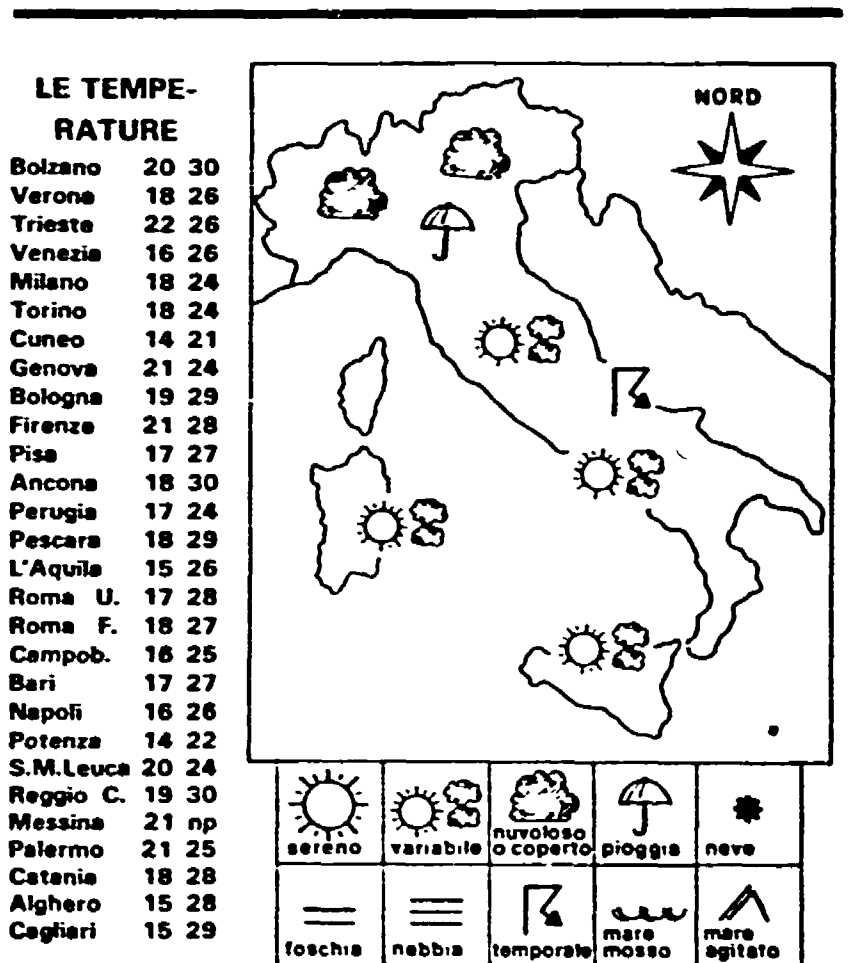 LE TEMPE-
RATURE
Bolzano 20 30
Verona 18 26
Trieste 22 26
Venezia 16 26
Milano 18 24
Torino 18 24
Cuneo 14 21
Genova 21 24
Bologna 19 29
Firenze 21 28
Pisa 17 27
Ancona 18 30
Perugia 17 24
Pescara 18 29
L'Aquila 15 26
Roma U. 17 28
Roma F. 18 27
Campob. 16 25
Bari 17 27
Napoli 16 26
Potenza 14 22
S.M.Leuca 20 24
Reggio C. 19 30
Messina 21 np
Palermo 21 25
Catania 18 28
Alghero 15 28
Cagliari 15 29
NORD
sereno
variabile
nuvoloso
o coperto
pioggia
neve
foschia
nebbia
temporale
mare
mosso
mare
agitato